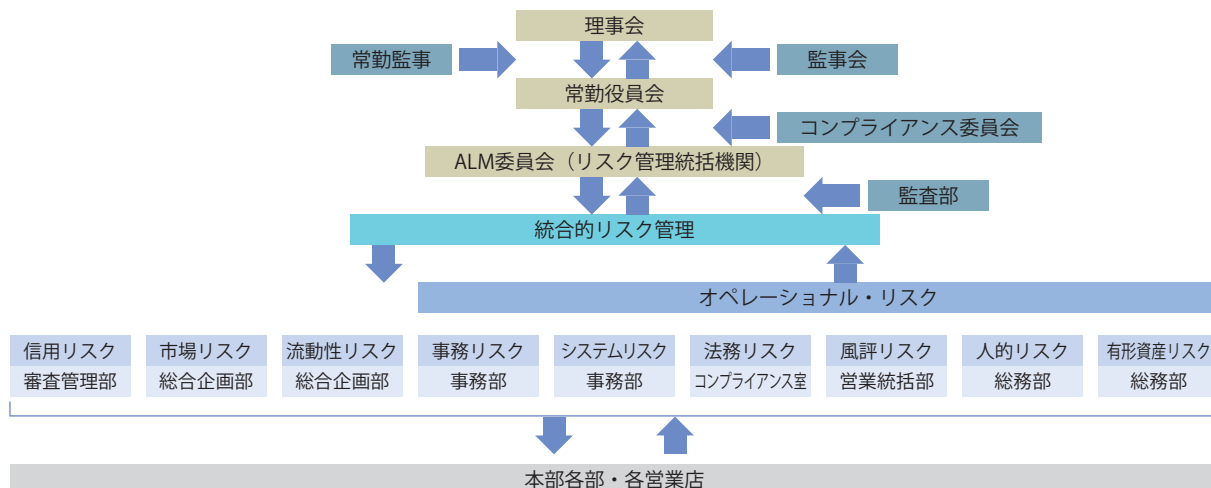 理事会
常勤監事
監事会
常勤役員会
コンプライアンス委員会
ALM委員会（リスク管理統括機関）
監査部
統合的リスク管理
オペレーショナル・リスク
信用リスク
審査管理部
市場リスク
総合企画部
流動性リスク
総合企画部
事務リスク
事務部
システムリスク
事務部
法務リスク
コンプライアンス室
風評リスク
営業統括部
人的リスク
総務部
有形資産リスク
総務部
本部各部・各営業店